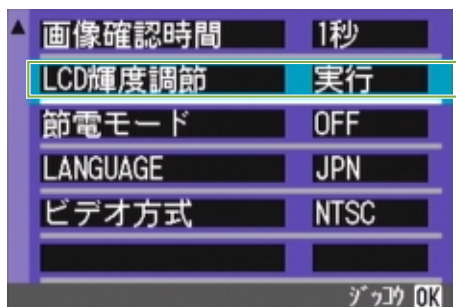 画像確認時間 1秒
LCD輝度調節 実行
節電モード OFF
LANGUAGE JPN
ビデオ方式 NTSC
ジッコウ OK